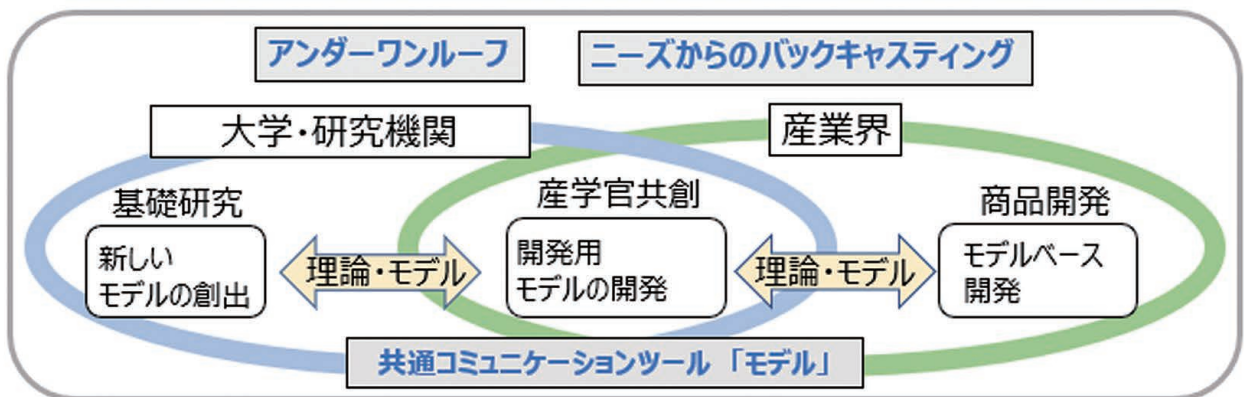 アンダーワンルーフ
ニーズからのバックキャスティング
大学・研究機関
産業界
基礎研究
新しい
モデルの創出
理論・モデル
産学官共創
開発用
モデルの開発
理論・モデル
商品開発
モデルベース
開発
共通コミュニケーションツール 「モデル」